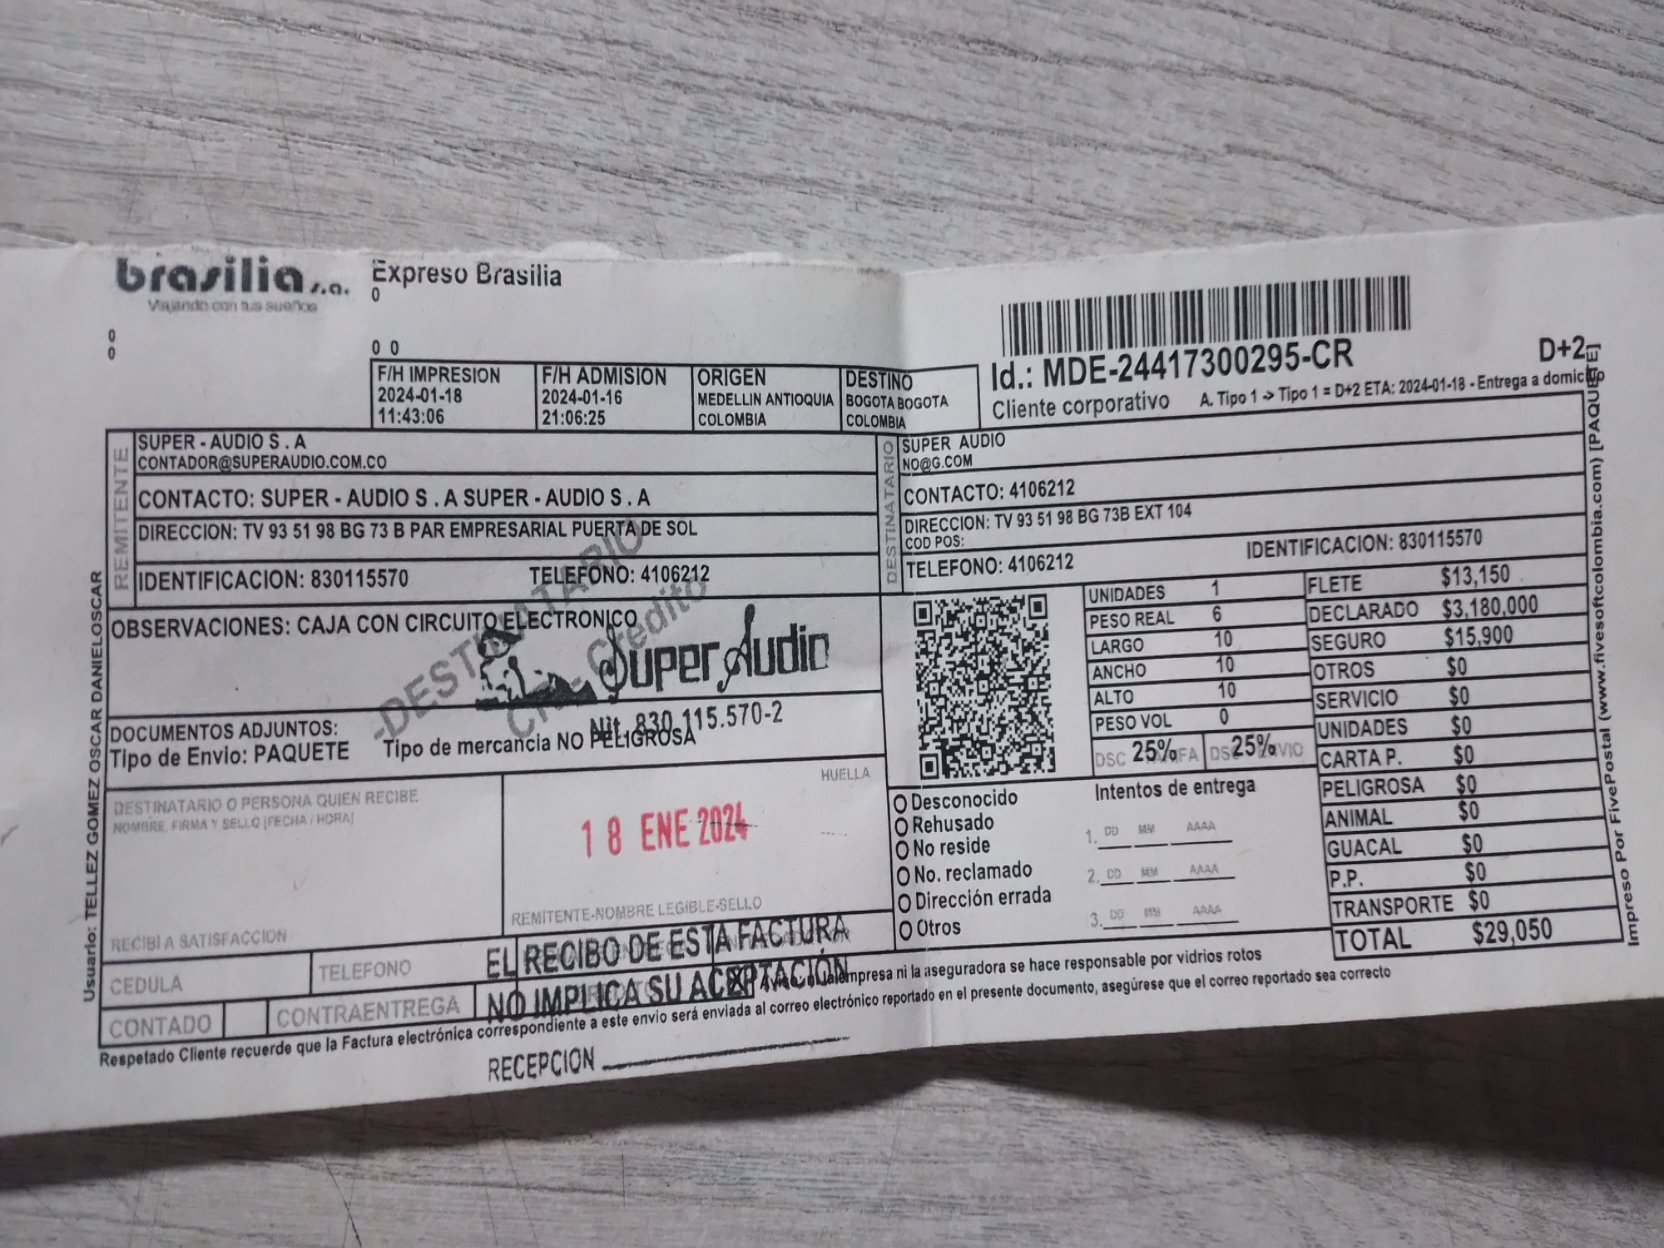 brasilia s.a.
Viajando con tus sueños
Expreso Brasilia
0
0
0
0 0
F/H IMPRESION
2024-01-18
11:43:06
F/H ADMISION
2024-01-16
21:06:25
ORIGEN
MEDELLIN ANTIOQUIA
COLOMBIA
DESTINO
BOGOTA BOGOTA
COLOMBIA
Id.: MDE-24417300295-CR
D+2
Cliente corporativo
A. Tipo 1 -> Tipo 1 = D+2 ETA: 2024-01-18 - Entrega a domicilio
REMITENTE
SUPER - AUDIO S . A
CONTADOR@SUPERAUDIO.COM.CO
CONTACTO: SUPER - AUDIO S . A SUPER - AUDIO S . A
DIRECCION: TV 93 51 98 BG 73 B PAR EMPRESARIAL PUERTA DE SOL
IDENTIFICACION: 830115570
TELEFONO: 4106212
DESTINATARIO
SUPER AUDIO
NO@G.COM
CONTACTO: 4106212
DIRECCION: TV 93 51 98 BG 73B EXT 104
COD POS:
TELEFONO: 4106212
IDENTIFICACION: 830115570
OBSERVACIONES: CAJA CON CIRCUITO ELECTRONICO
-DESTINATARIO
Crédito
Super Audio
Nit. 830.115.570-2
DOCUMENTOS ADJUNTOS:
Tipo de Envio: PAQUETE
Tipo de mercancia NO PELIGROSA
UNIDADES 1
PESO REAL 6
LARGO 10
ANCHO 10
ALTO 10
PESO VOL 0
DSC 25%
25%
FLETE $13,150
DECLARADO $3,180,000
SEGURO $15,900
OTROS $0
SERVICIO $0
UNIDADES $0
CARTA P. $0
PELIGROSA $0
ANIMAL $0
GUACAL $0
P.P. $0
TRANSPORTE $0
TOTAL $29,050
DESTINATARIO O PERSONA QUIEN RECIBE
NOMBRE, FIRMA Y SELLO [FECHA / HORA]
RECIBI A SATISFACCION
HUELLA
18 ENE 2024
REMITENTE-NOMBRE LEGIBLE-SELLO
Desconocido
Rehusado
No reside
No. reclamado
Dirección errada
Otros
Intentos de entrega
1. DD MM AAAA
2. DD MM AAAA
3. DD MM AAAA
CEDULA
TELEFONO
CONTADO
CONTRAENTREGA
EL RECIBO DE ESTA FACTURA
NO IMPLICA SU ACEPTACIÓN
RECEPCION
empresa ni la aseguradora se hace responsable por vidrios rotos
Respetado Cliente recuerde que la Factura electrónica correspondiente a este envío será enviada al correo electrónico reportado en el presente documento, asegúrese que el correo reportado sea correcto
Usuario: TELLEZ GOMEZ OSCAR DANIELOSCAR
Impreso Por FivePostal (www.fivesoftcolombia.com) [PAQUETE]